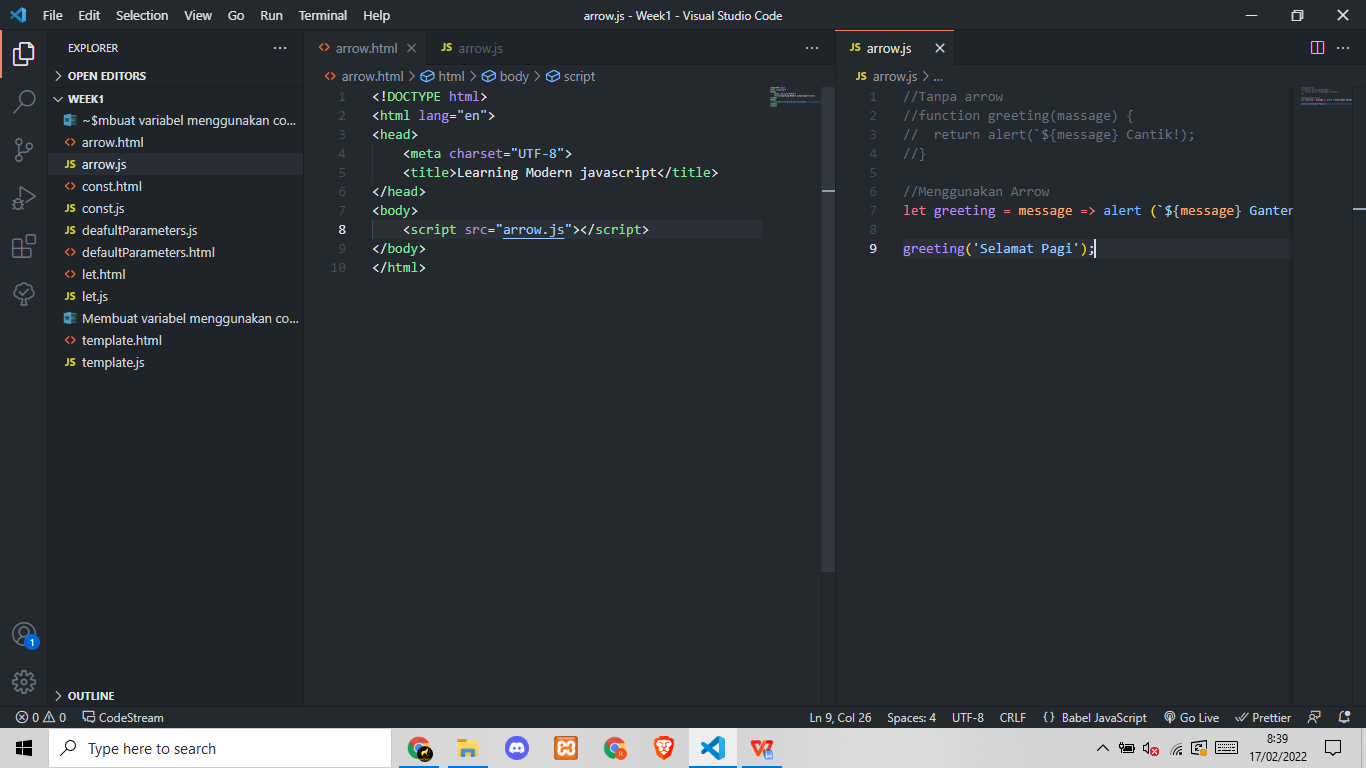 File Edit Selection View Go Run Terminal Help arrow.js - Week1 - Visual Studio Code
EXPLORER
OPEN EDITORS
WEEK1
~$mbuat variabel menggunakan co...
arrow.html
arrow.js
const.html
const.js
deafultParameters.js
defaultParameters.html
let.html
let.js
Membuat variabel menggunakan co...
template.html
template.js
OUTLINE
arrow.html JS arrow.js
arrow.html > html > body > script
1 <!DOCTYPE html>
2 <html lang="en">
3 <head>
4 <meta charset="UTF-8">
5 <title>Learning Modern javascript</title>
6 </head>
7 <body>
8 <script src="arrow.js"></script>
9 </body>
10 </html>
JS arrow.js
JS arrow.js > ...
1 //Tanpa arrow
2 //function greeting(massage) {
3 //  return alert(`${message} Cantik!);
4 //}
5
6 //Menggunakan Arrow
7 let greeting = message => alert (`${message} Ganten
8
9 greeting('Selamat Pagi');
1
0 0 CodeStream Ln 9, Col 26 Spaces: 4 UTF-8 CRLF {} Babel JavaScript Go Live Prettier
Type here to search
8:39
17/02/2022